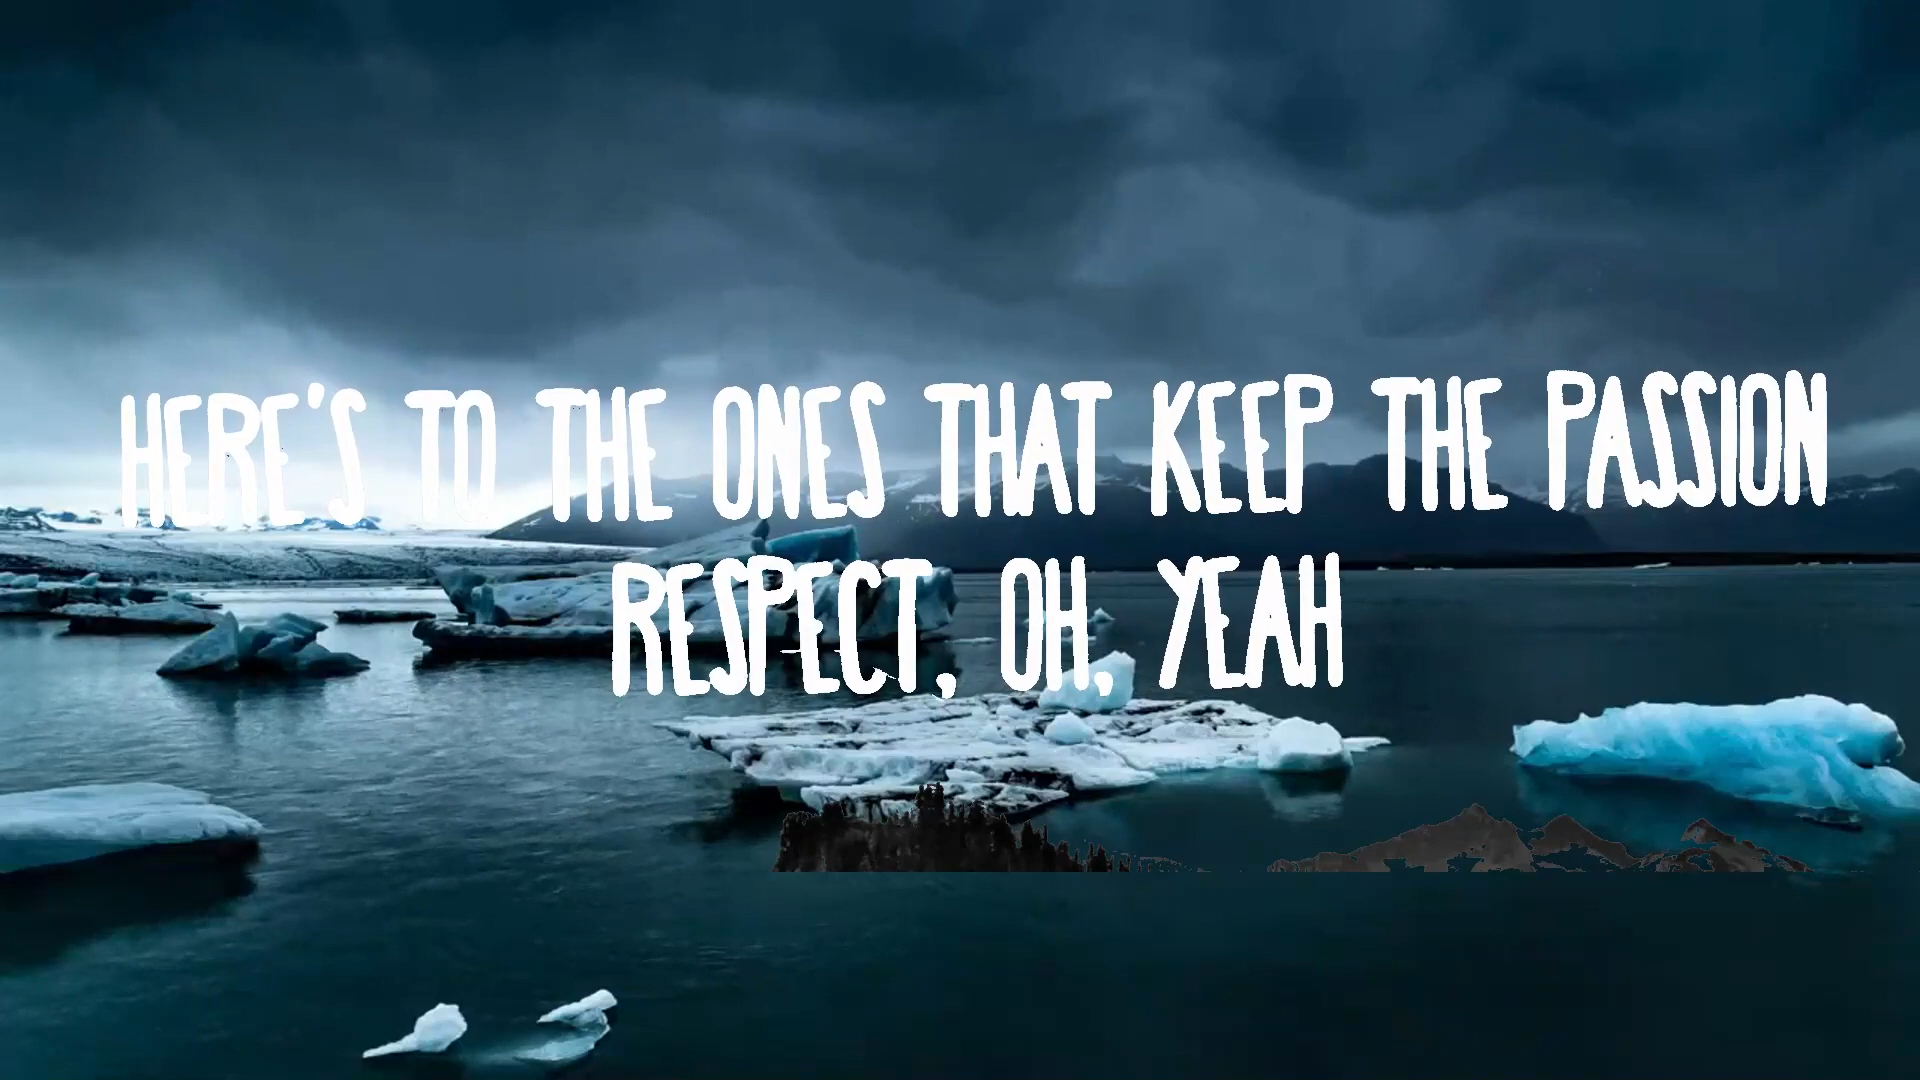 HERE'S TO THE ONES THAT KEEP THE PASSION
RESPECT, OH, YEAH